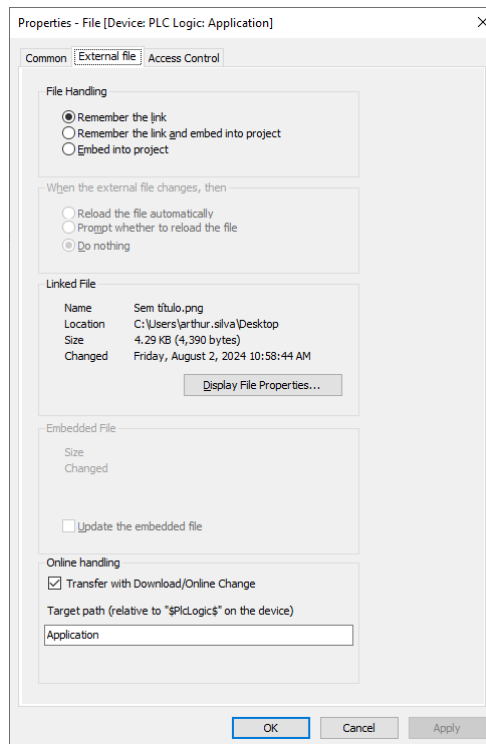 Properties - File [Device: PLC Logic: Application]
Common External file Access Control
File Handling
Remember the link
Remember the link and embed into project
Embed into project
When the external file changes, then
Reload the file automatically
Prompt whether to reload the file
Do nothing
Linked File
Name Sem título.png
Location C:\Users\arthur.silva\Desktop
Size 4.29 KB (4,390 bytes)
Changed Friday, August 2, 2024 10:58:44 AM
Display File Properties...
Embedded File
Size
Changed
Update the embedded file
Online handling
Transfer with Download/Online Change
Target path (relative to "$PlcLogic$" on the device)
Application
OK Cancel Apply